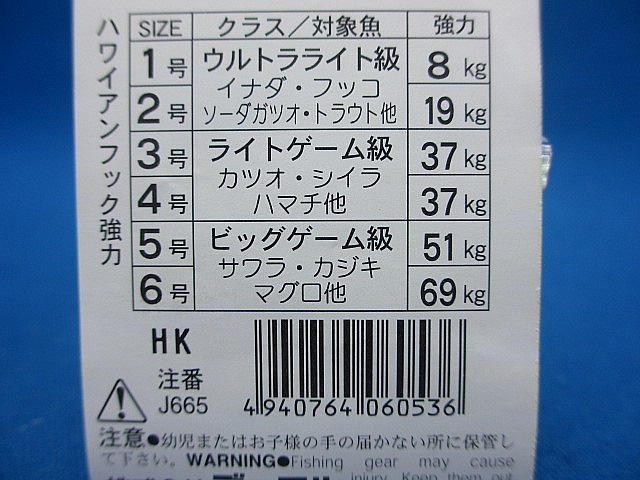 ハワイアンフック強力
SIZE クラス／対象魚 強力
1号 ウルトラライト級 8kg
イナダ・フッコ
2号 ソーダガツオ・トラウト他 19kg
3号 ライトゲーム級 37kg
カツオ・シイラ
4号 ハマチ他 37kg
5号 ビッグゲーム級 51kg
サワラ・カジキ
6号 マグロ他 69kg
HK
注番
J665
4940764060536
注意●幼児またはお子様の手の届かない所に保管し
て下さい。WARNING●Fishing gear may cause
injury. Keep them out